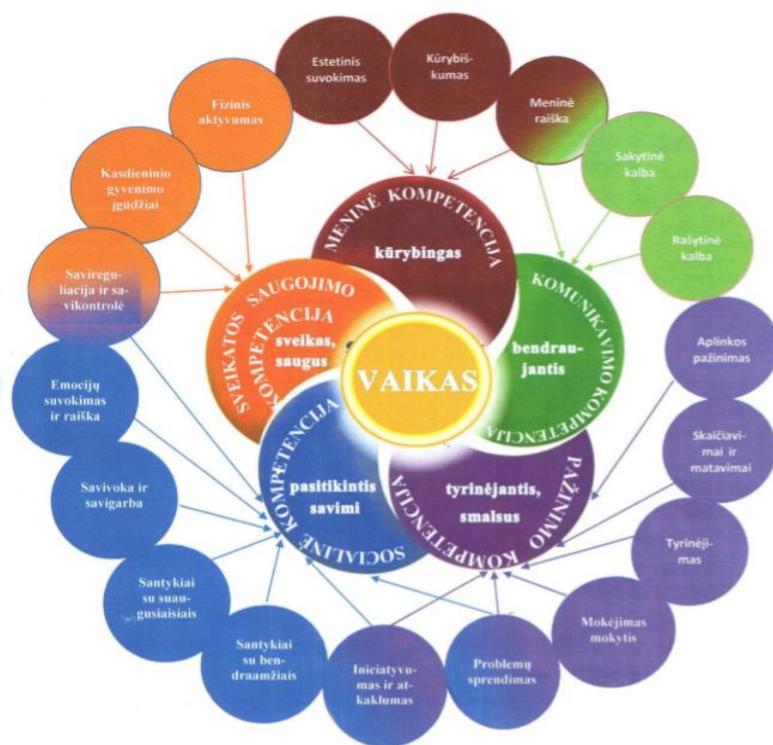 Estetinis
suvokimas
Kūrybiš-
kumas
Meninė
raiška
Sakytinė
kalba
Rašytinė
kalba
Aplinkos
pažinimas
Skaičiavi-
mai ir
matavimai
Tyrinėji-
mas
Mokėjimas
mokytis
Problemų
sprendimas
Iniciatyvu-
mas ir at-
kaklumas
Santykiai
su ben-
draamžiais
Santykiai
su suau-
gusiaisiais
Savivoka ir
savigarba
Emocijų
suvokimas
ir raiška
Saviregu-
liacija ir sa-
vikontrolė
Kasdieninio
gyvenimo
įgūdžiai
Fizinis
aktyvumas
MENINĖ KOMPETENCIJA
kūrybingas
KOMUNIKAVIMO KOMPETENCIJA
bendrau-
jantis
PAŽINIMO KOMPETENCIJA
tyrinėjantis,
smalsus
SOCIALINĖ KOMPETENCIJA
pasitikintis
savimi
SVEIKATOS SAUGOJIMO
KOMPETENCIJA
sveikas,
saugus
VAIKAS